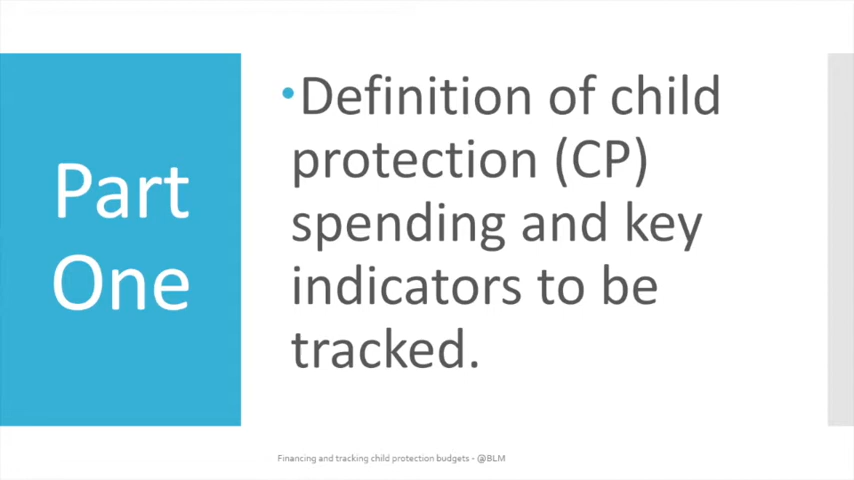 Part
One
•Definition of child
protection (CP)
spending and key
indicators to be
tracked.
Financing and tracking child protection budgets - @BLM